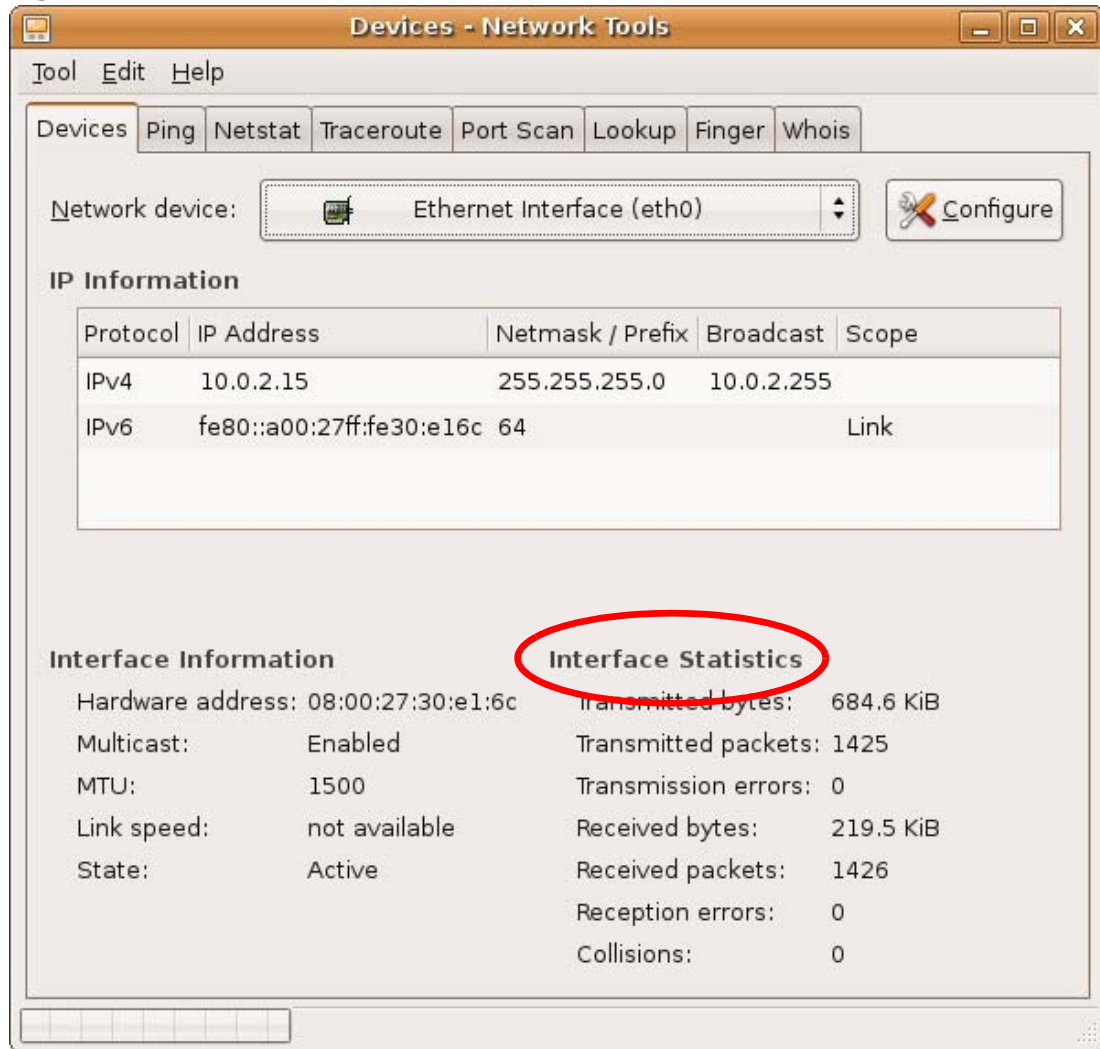 Devices - Network Tools
Tool Edit Help
Devices Ping Netstat Traceroute Port Scan Lookup Finger Whois
Network device: Ethernet Interface (eth0) Configure
IP Information
Protocol IP Address Netmask / Prefix Broadcast Scope
IPv4 10.0.2.15 255.255.255.0 10.0.2.255
IPv6 fe80::a00:27ff:fe30:e16c 64 Link
Interface Information
Hardware address: 08:00:27:30:e1:6c
Multicast: Enabled
MTU: 1500
Link speed: not available
State: Active
Interface Statistics
Transmitted bytes: 684.6 KiB
Transmitted packets: 1425
Transmission errors: 0
Received bytes: 219.5 KiB
Received packets: 1426
Reception errors: 0
Collisions: 0